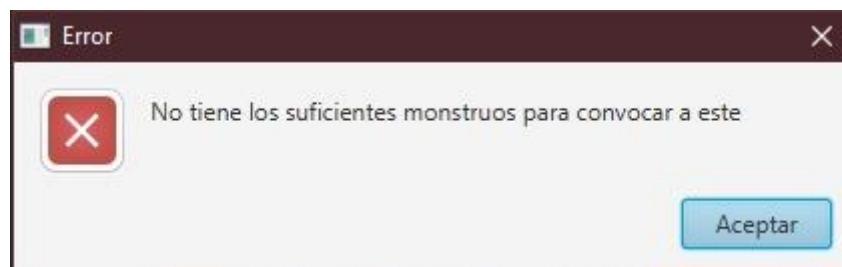 Error
No tiene los suficientes monstruos para convocar a este
Aceptar